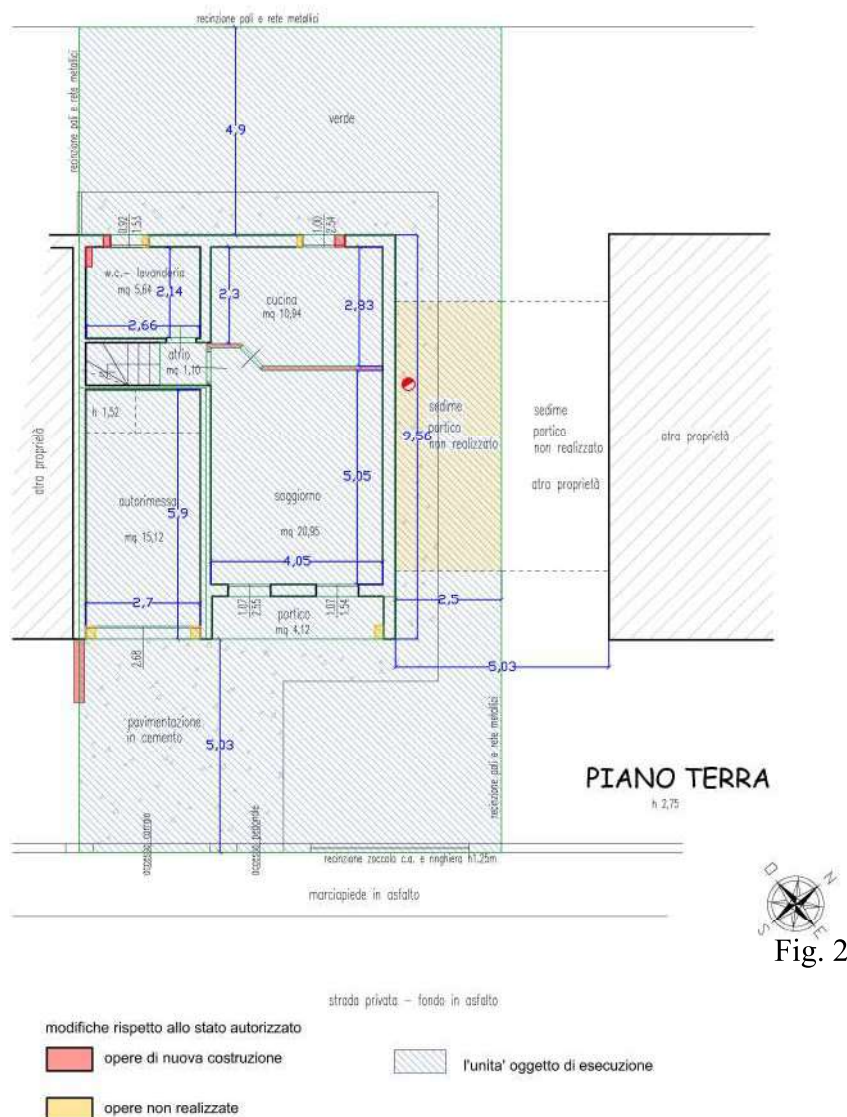 recinzione pali e rete metallici
recinzione pali e rete metallici
verde
4,9
0.92
1.53
1.00
2.54
w.c.- lavanderia
mq 5,64
2,14
2,66
2,3
cucina
mq 10,94
2,83
atrio
mq 1,10
h 1,52
sedime
portico
non realizzato
9,56
sedime
portico
non realizzato
altra proprietà
atra proprietà
atra proprietà
autorimessa
5,9
mq 15,12
saggiorno
mq 20,95
5,05
4,05
2,7
1.07
2.55
1.07
1.54
portico
mq 4,12
2,5
2.68
5,03
pavimentazione
in cemento
5,03
recinzione pali e rete metallici
PIANO TERRA
h 2,75
accesso carraio
accesso pedonale
recinzione zoccolo c.a. e ringhiera h1.25m
marciapiede in asfalto
O
N
S
E
Fig. 2
strada privata – fondo in asfalto
modifiche rispetto allo stato autorizzato
opere di nuova costruzione
l'unita' oggetto di esecuzione
opere non realizzate